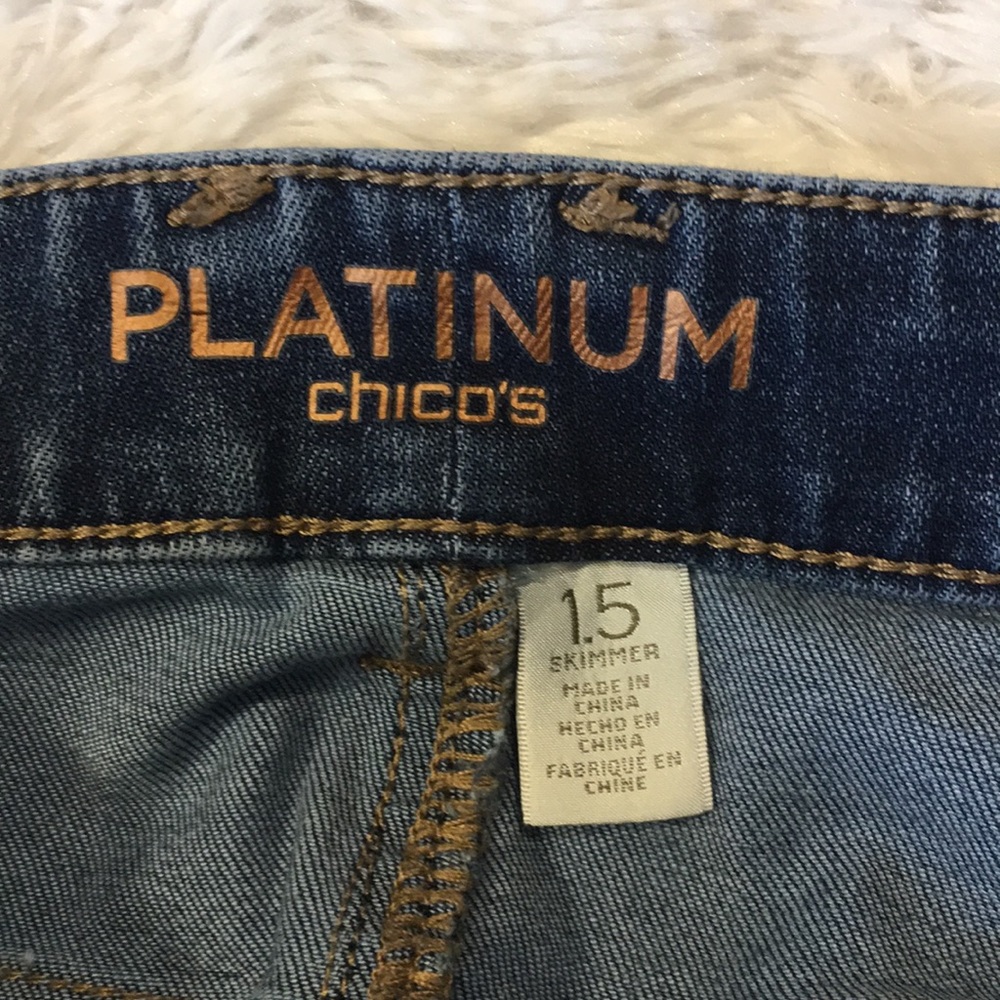 PLATINUM
chico's
1.5
SKIMMER
MADE IN
CHINA
HECHO EN
CHINA
FABRIQUÉ EN
CHINE